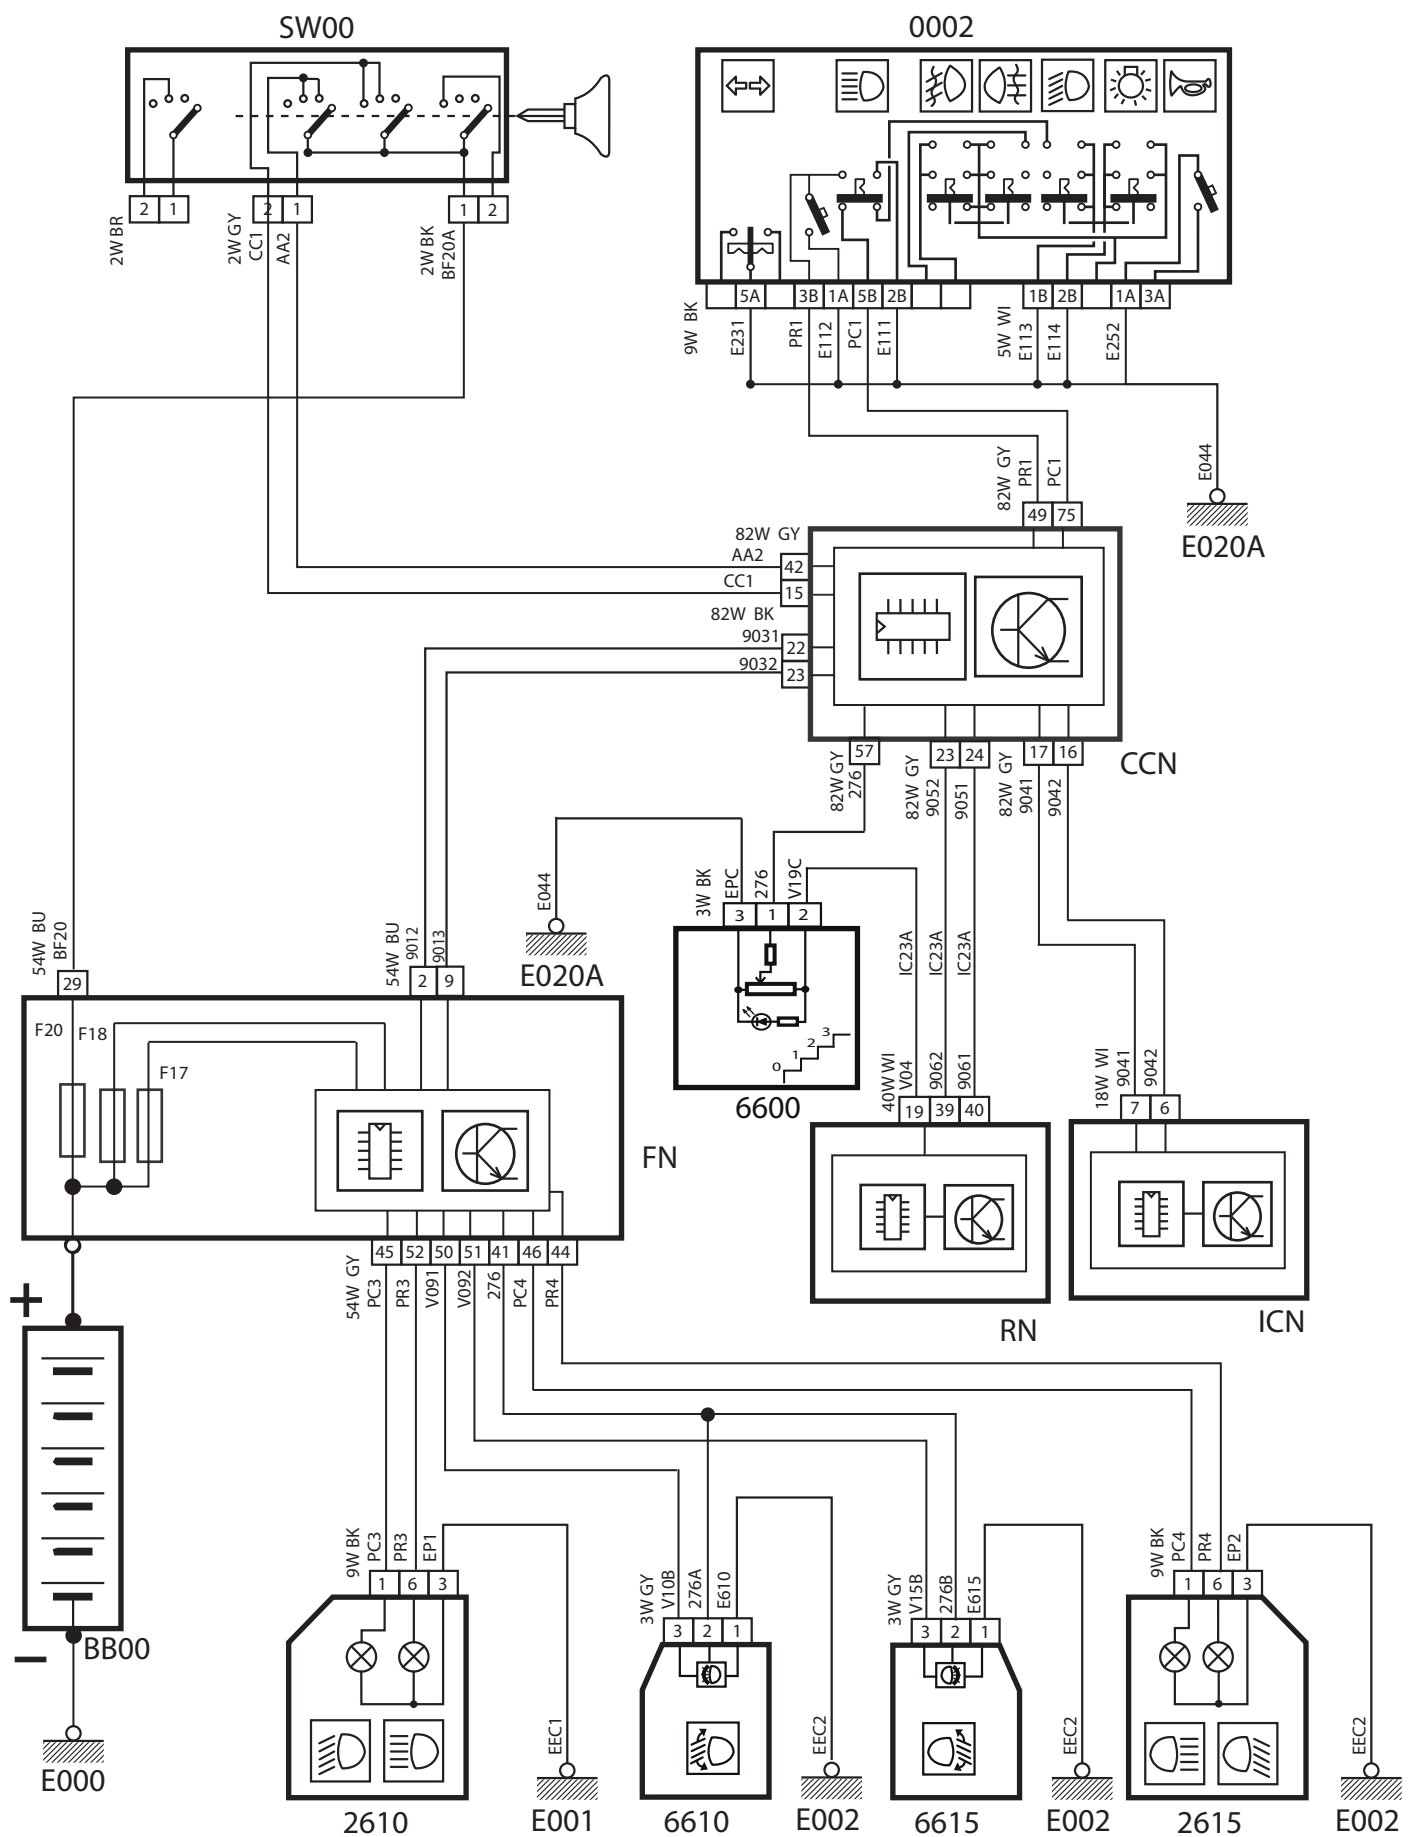 SW00
0002
2 1
2 1
1 2
2W BR
2W GY
CC1
AA2
2W BK
BF20A
5A 3B 1A 5B 2B
1B 2B 1A 3A
9W BK
E231
PR1
E112
PC1
E111
5W WI
E113
E114
E252
E044
E020A
82W GY
PR1
PC1
49 75
82W GY
AA2
42
CC1
15
82W BK
9031
22
9032
23
57
23 24
17 16
CCN
82W GY
276
82W GY
9052
9051
82W GY
9041
9042
E044
E020A
3W BK
EPC
276
V19C
3 1 2
0
1
2
3
6600
IC23A
IC23A
IC23A
54W BU
BF20
29
54W BU
9012
9013
2 9
F20
F18
F17
FN
40W WI
V04
9062
9061
19 39 40
RN
18W WI
9041
9042
7 6
ICN
45 52 50 51 41 46 44
54W GY
PC3
PR3
V091
V092
276
PC4
PR4
+
BB00
−
E000
9W BK
PC3
PR3
EP1
1 6 3
EEC1
E001
2610
3W GY
V10B
276A
E610
3 2 1
EEC2
E002
6610
3W GY
V15B
276B
E615
3 2 1
EEC2
E002
6615
9W BK
PC4
PR4
EP2
1 6 3
EEC2
E002
2615